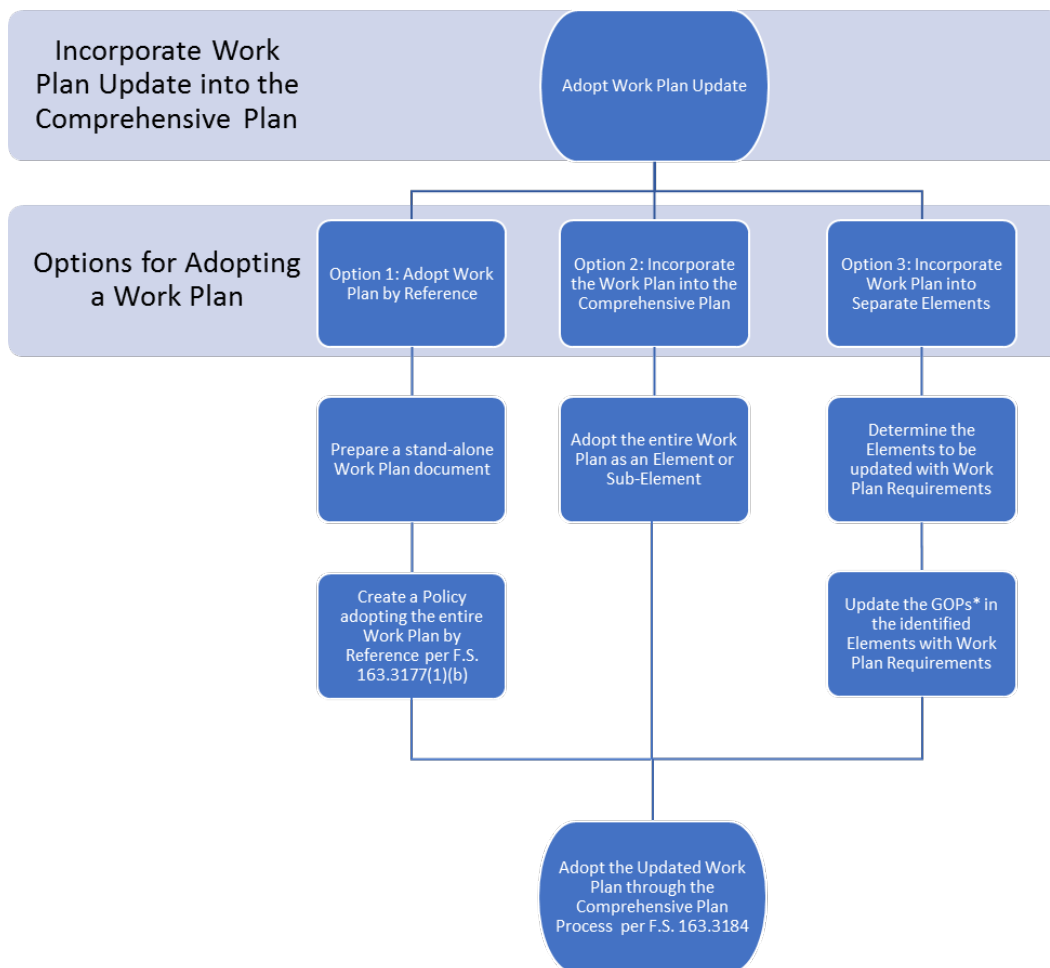 Incorporate Work
Plan Update into the
Comprehensive Plan
Adopt Work Plan Update
Options for Adopting
a Work Plan
Option 1: Adopt Work
Plan by Reference
Option 2: Incorporate
the Work Plan into the
Comprehensive Plan
Option 3: Incorporate
Work Plan into
Separate Elements
Prepare a stand-alone
Work Plan document
Adopt the entire Work
Plan as an Element or
Sub-Element
Determine the
Elements to be
updated with Work
Plan Requirements
Create a Policy
adopting the entire
Work Plan by
Reference per F.S.
163.3177(1)(b)
Update the GOPs* in
the identified
Elements with Work
Plan Requirements
Adopt the Updated Work
Plan through the
Comprehensive Plan
Process per F.S. 163.3184